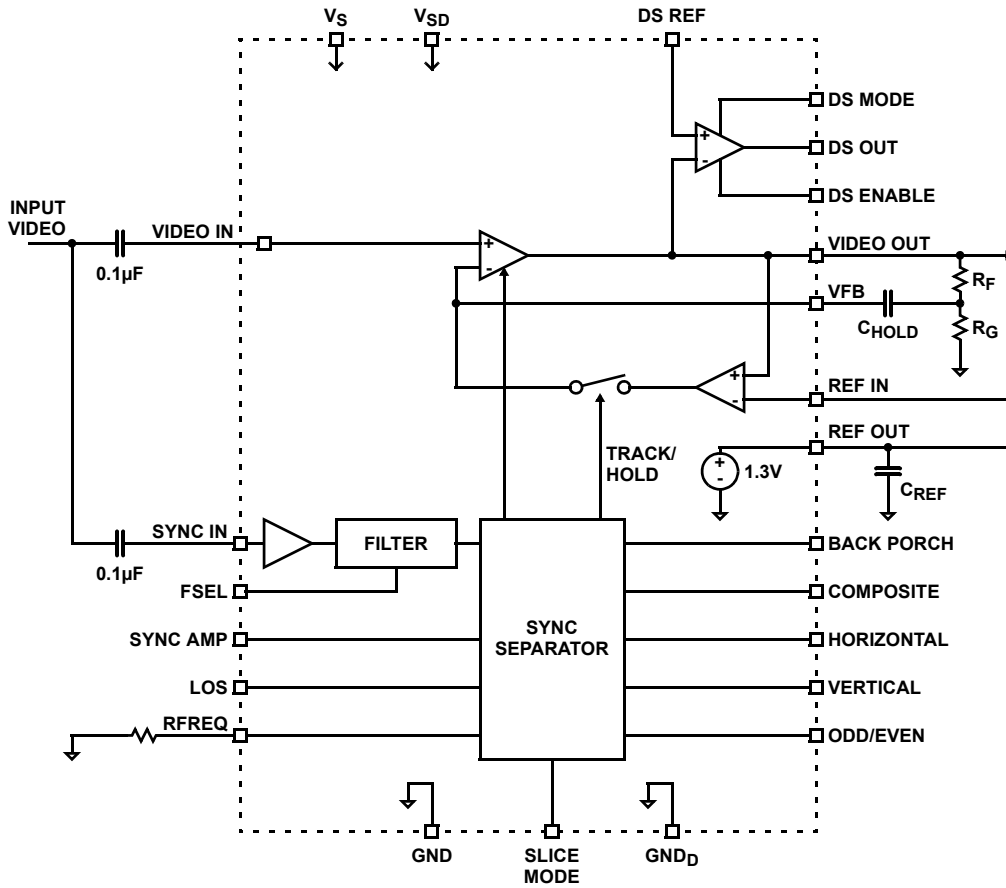 V_S
V_SD
DS REF
DS MODE
+
-
DS OUT
DS ENABLE
INPUT
VIDEO
VIDEO IN
0.1µF
+
-
VIDEO OUT
R_F
VFB
C_HOLD
R_G
+
-
REF IN
REF OUT
TRACK/
HOLD
+
-
1.3V
C_REF
SYNC IN
0.1µF
FILTER
BACK PORCH
FSEL
COMPOSITE
SYNC
SEPARATOR
SYNC AMP
HORIZONTAL
LOS
VERTICAL
RFREQ
ODD/EVEN
GND
SLICE
MODE
GND_D